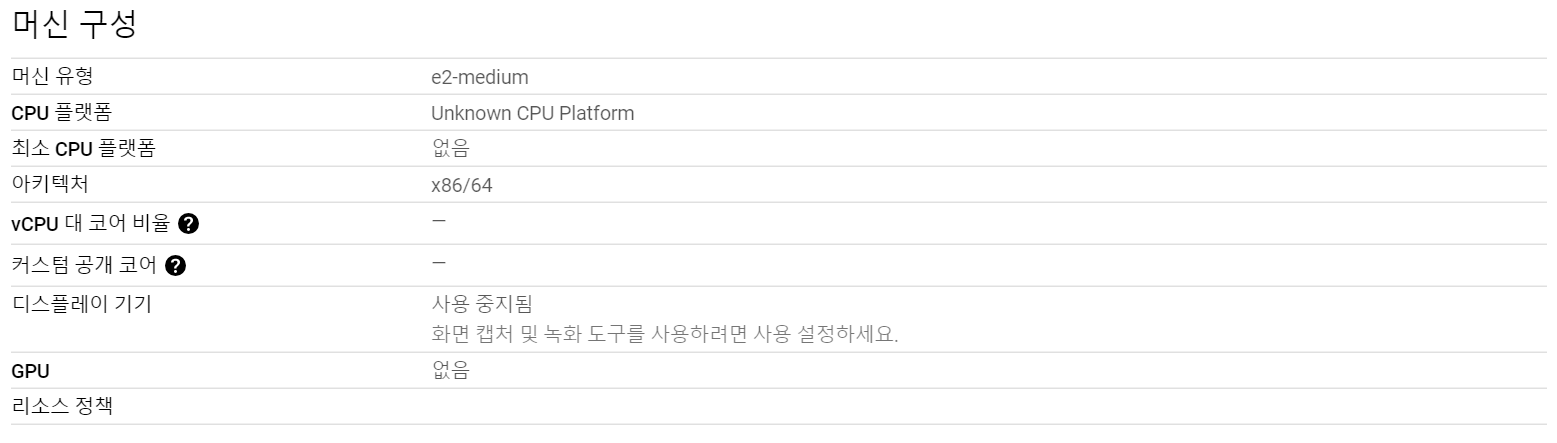 머신 구성
머신 유형 e2-medium
CPU 플랫폼 Unknown CPU Platform
최소 CPU 플랫폼 없음
아키텍처 x86/64
vCPU 대 코어 비율 ? —
커스텀 공개 코어 ? —
디스플레이 기기 사용 중지됨
화면 캡처 및 녹화 도구를 사용하려면 사용 설정하세요.
GPU 없음
리소스 정책